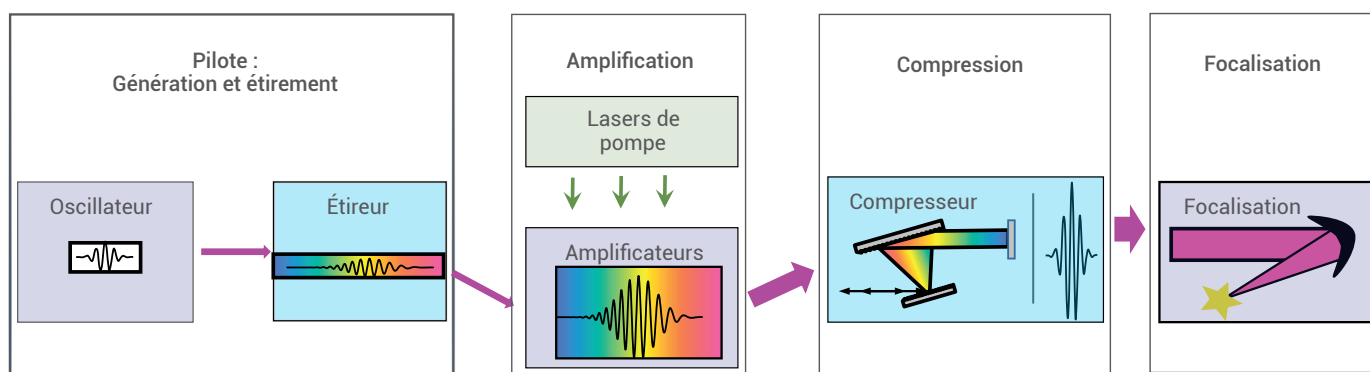 Pilote :
Génération et étirement
Oscillateur
Étireur
Amplification
Lasers de
pompe
Amplificateurs
Compression
Compresseur
Focalisation
Focalisation